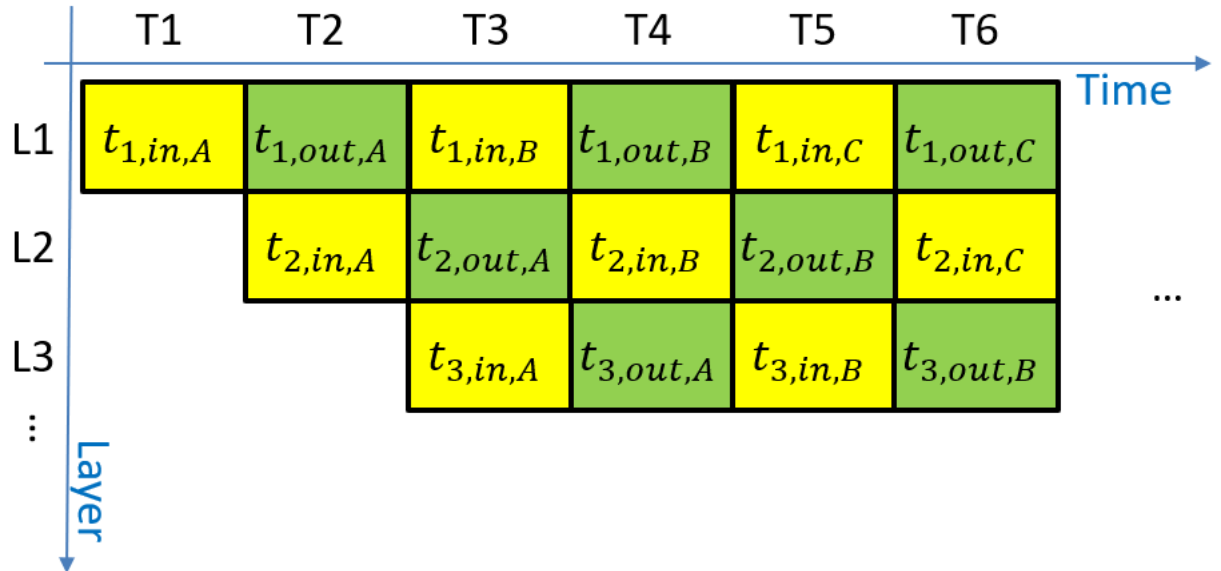 T1 T2 T3 T4 T5 T6
Time
L1 t1,in,A t1,out,A t1,in,B t1,out,B t1,in,C t1,out,C
L2 t2,in,A t2,out,A t2,in,B t2,out,B t2,in,C
...
L3 t3,in,A t3,out,A t3,in,B t3,out,B
...
Layer